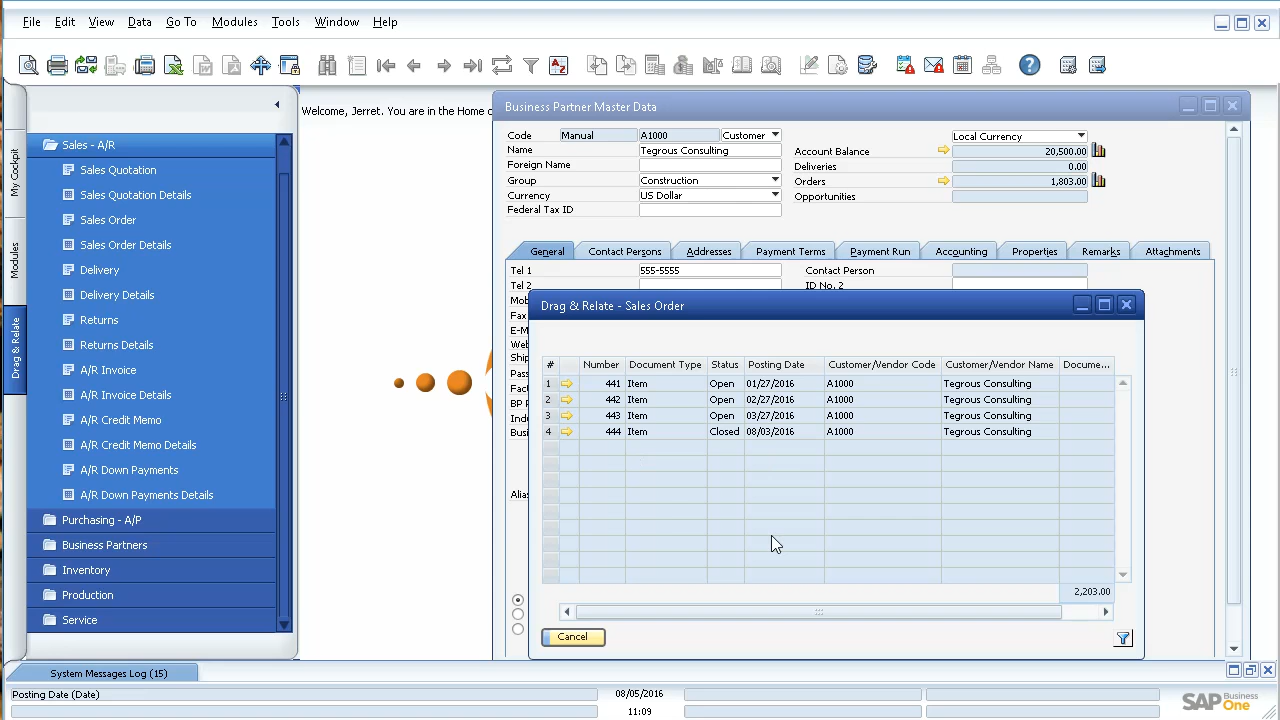 File Edit View Data Go To Modules Tools Window Help
Welcome, Jerret. You are in the Home
My Cockpit
Modules
Drag & Relate
Sales - A/R
Sales Quotation
Sales Quotation Details
Sales Order
Sales Order Details
Delivery
Delivery Details
Returns
Returns Details
A/R Invoice
A/R Invoice Details
A/R Credit Memo
A/R Credit Memo Details
A/R Down Payments
A/R Down Payments Details
Purchasing - A/P
Business Partners
Inventory
Production
Service
Business Partner Master Data
Code Manual A1000 Customer
Name Tegrous Consulting
Foreign Name
Group Construction
Currency US Dollar
Federal Tax ID
Local Currency
Account Balance 20,500.00
Deliveries 0.00
Orders 1,803.00
Opportunities
General Contact Persons Addresses Payment Terms Payment Run Accounting Properties Remarks Attachments
Tel 1 555-5555 Contact Person
Tel 2 ID No. 2
Mob
Fax
E-M
Web
Ship
Pas
Fac
BP P
Ind
Busi
Alias
Drag & Relate - Sales Order
# Number Document Type Status Posting Date Customer/Vendor Code Customer/Vendor Name Docume...
1 441 Item Open 01/27/2016 A1000 Tegrous Consulting
2 442 Item Open 02/27/2016 A1000 Tegrous Consulting
3 443 Item Open 03/27/2016 A1000 Tegrous Consulting
4 444 Item Closed 08/03/2016 A1000 Tegrous Consulting
2,203.00
Cancel
System Messages Log (15)
Posting Date (Date) 08/05/2016
11:09
SAP Business One